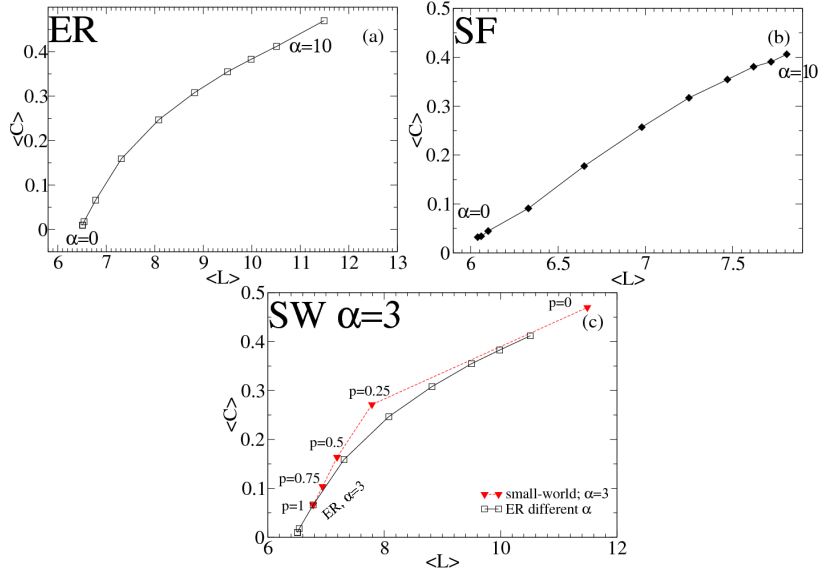 ER
(a)
α=10
α=0
<C>
0.4
0.3
0.2
0.1
0
6 7 8 9 10 11 12 13
<L>
SF
(b)
α=10
α=0
<C>
0.5
0.4
0.3
0.2
0.1
0
6 6.5 7 7.5
<L>
SW α=3
(c)
p=0
p=0.25
p=0.5
p=0.75
p=1
ER, α=3
small-world; α=3
ER different α
<C>
0.5
0.4
0.3
0.2
0.1
0
6 8 10 12
<L>